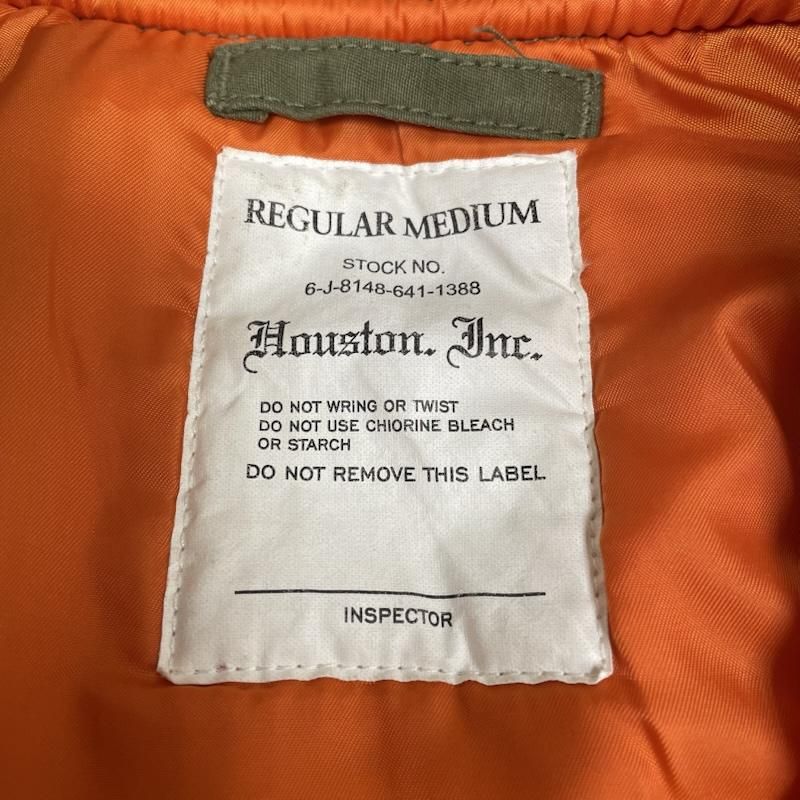 REGULAR MEDIUM
STOCK NO.
6-J-8148-641-1388
Houston. Inc.
DO NOT WRING OR TWIST
DO NOT USE CHIORINE BLEACH
OR STARCH
DO NOT REMOVE THIS LABEL.
INSPECTOR